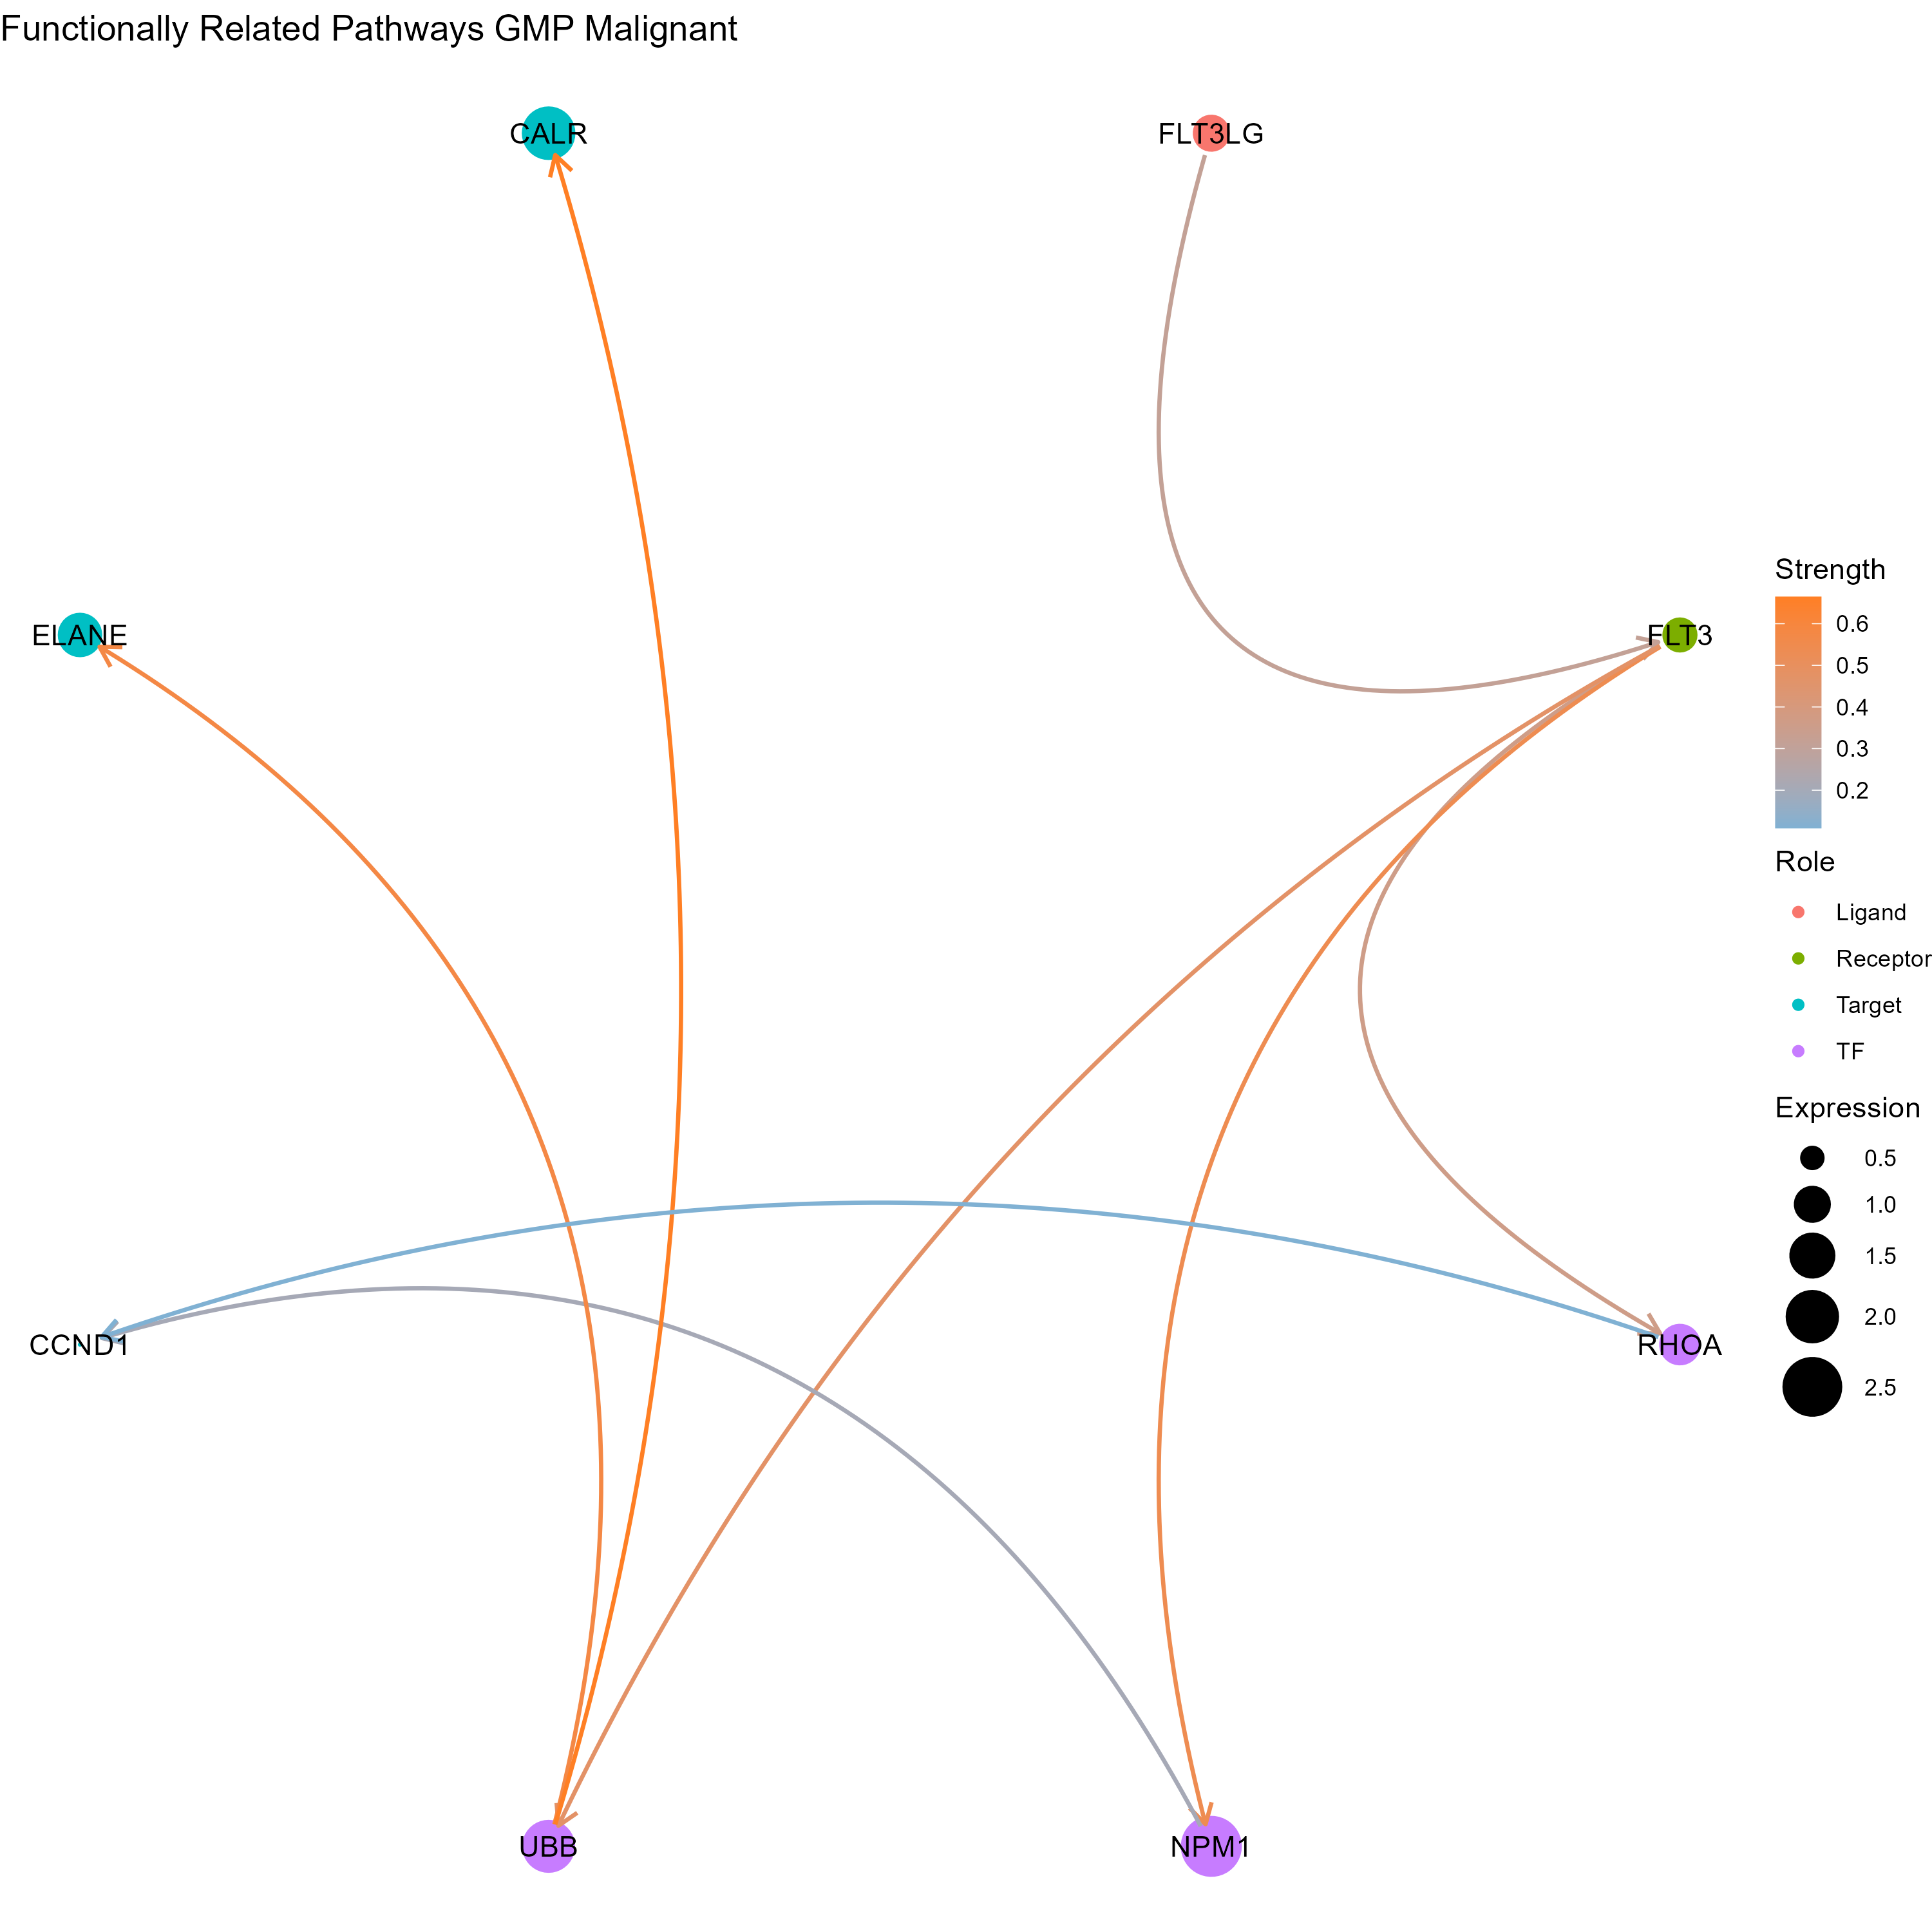 Functionally Related Pathways GMP Malignant
CALR
FLT3LG
ELANE
FLT3
CCND1
RHOA
UBB
NPM1
Strength
0.6
0.5
0.4
0.3
0.2
Role
Ligand
Receptor
Target
TF
Expression
0.5
1.0
1.5
2.0
2.5